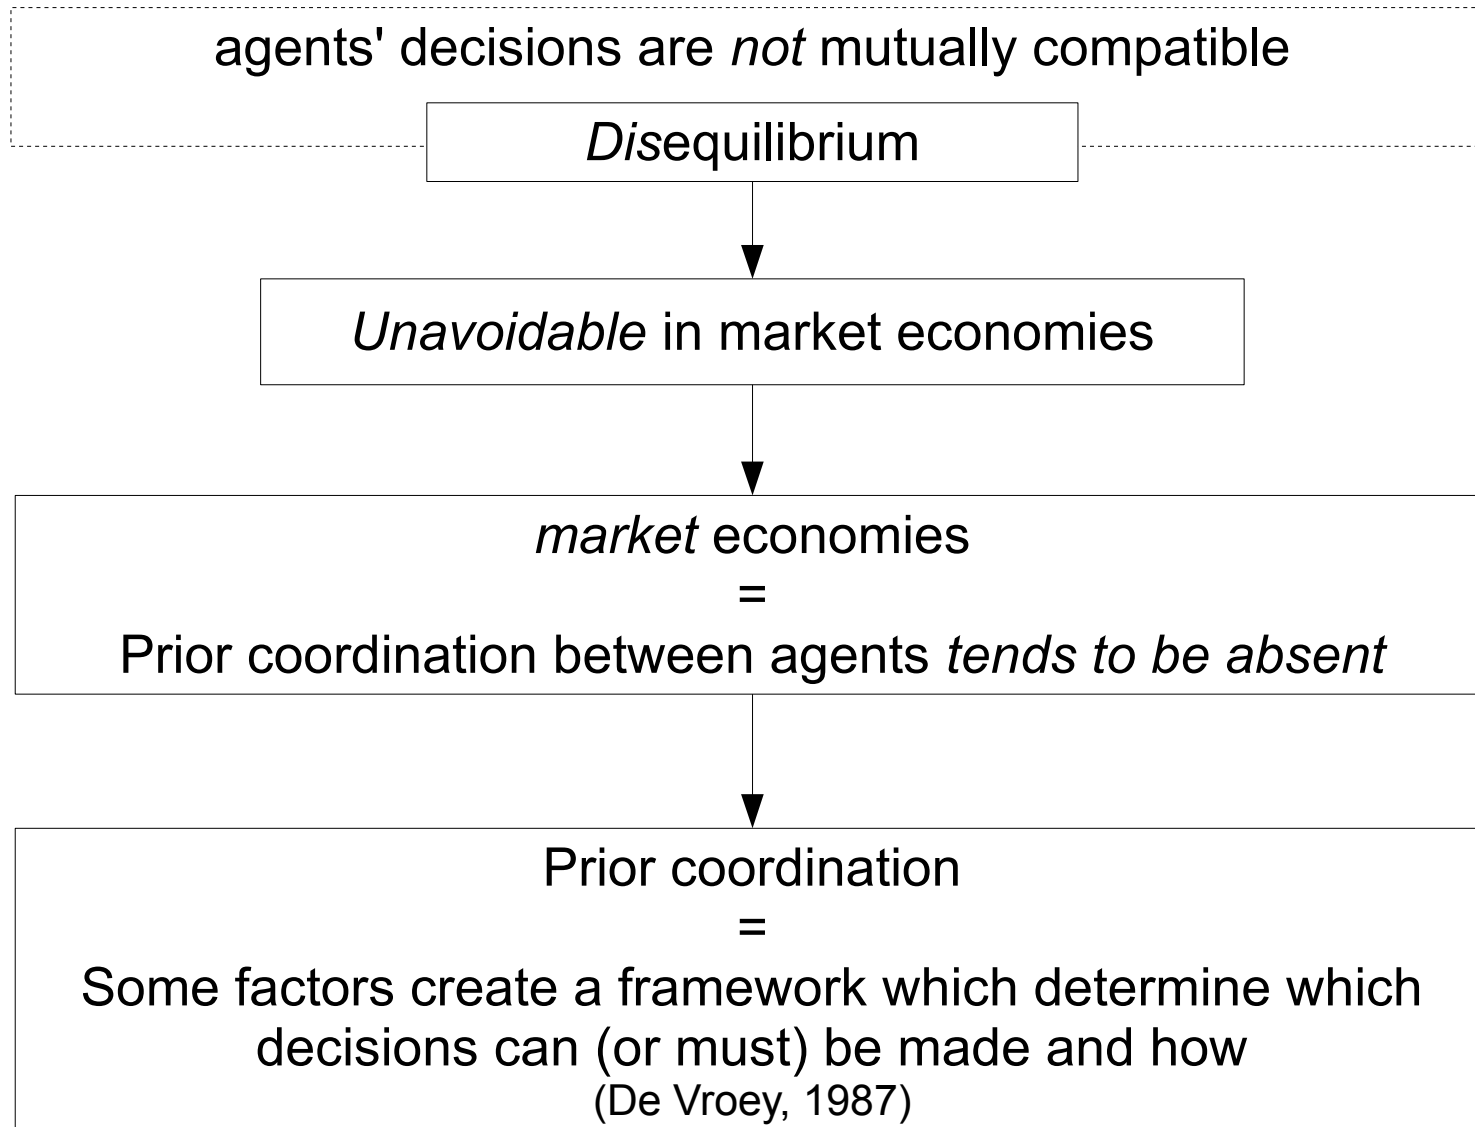 agents' decisions are not mutually compatible
Disequilibrium
Unavoidable in market economies
market economies
=
Prior coordination between agents tends to be absent
Prior coordination
=
Some factors create a framework which determine which
decisions can (or must) be made and how
(De Vroey, 1987)